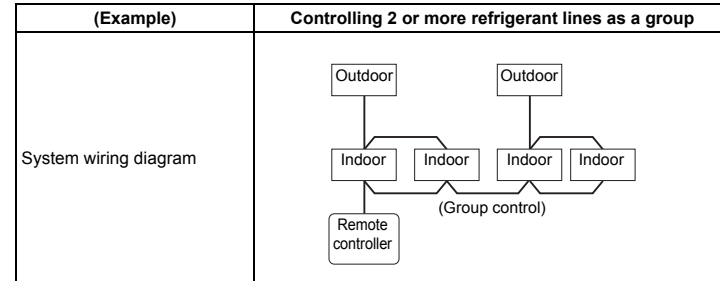 (Example)
Controlling 2 or more refrigerant lines as a group
Outdoor
Outdoor
System wiring diagram
Indoor
Indoor
Indoor
Indoor
(Group control)
Remote
controller